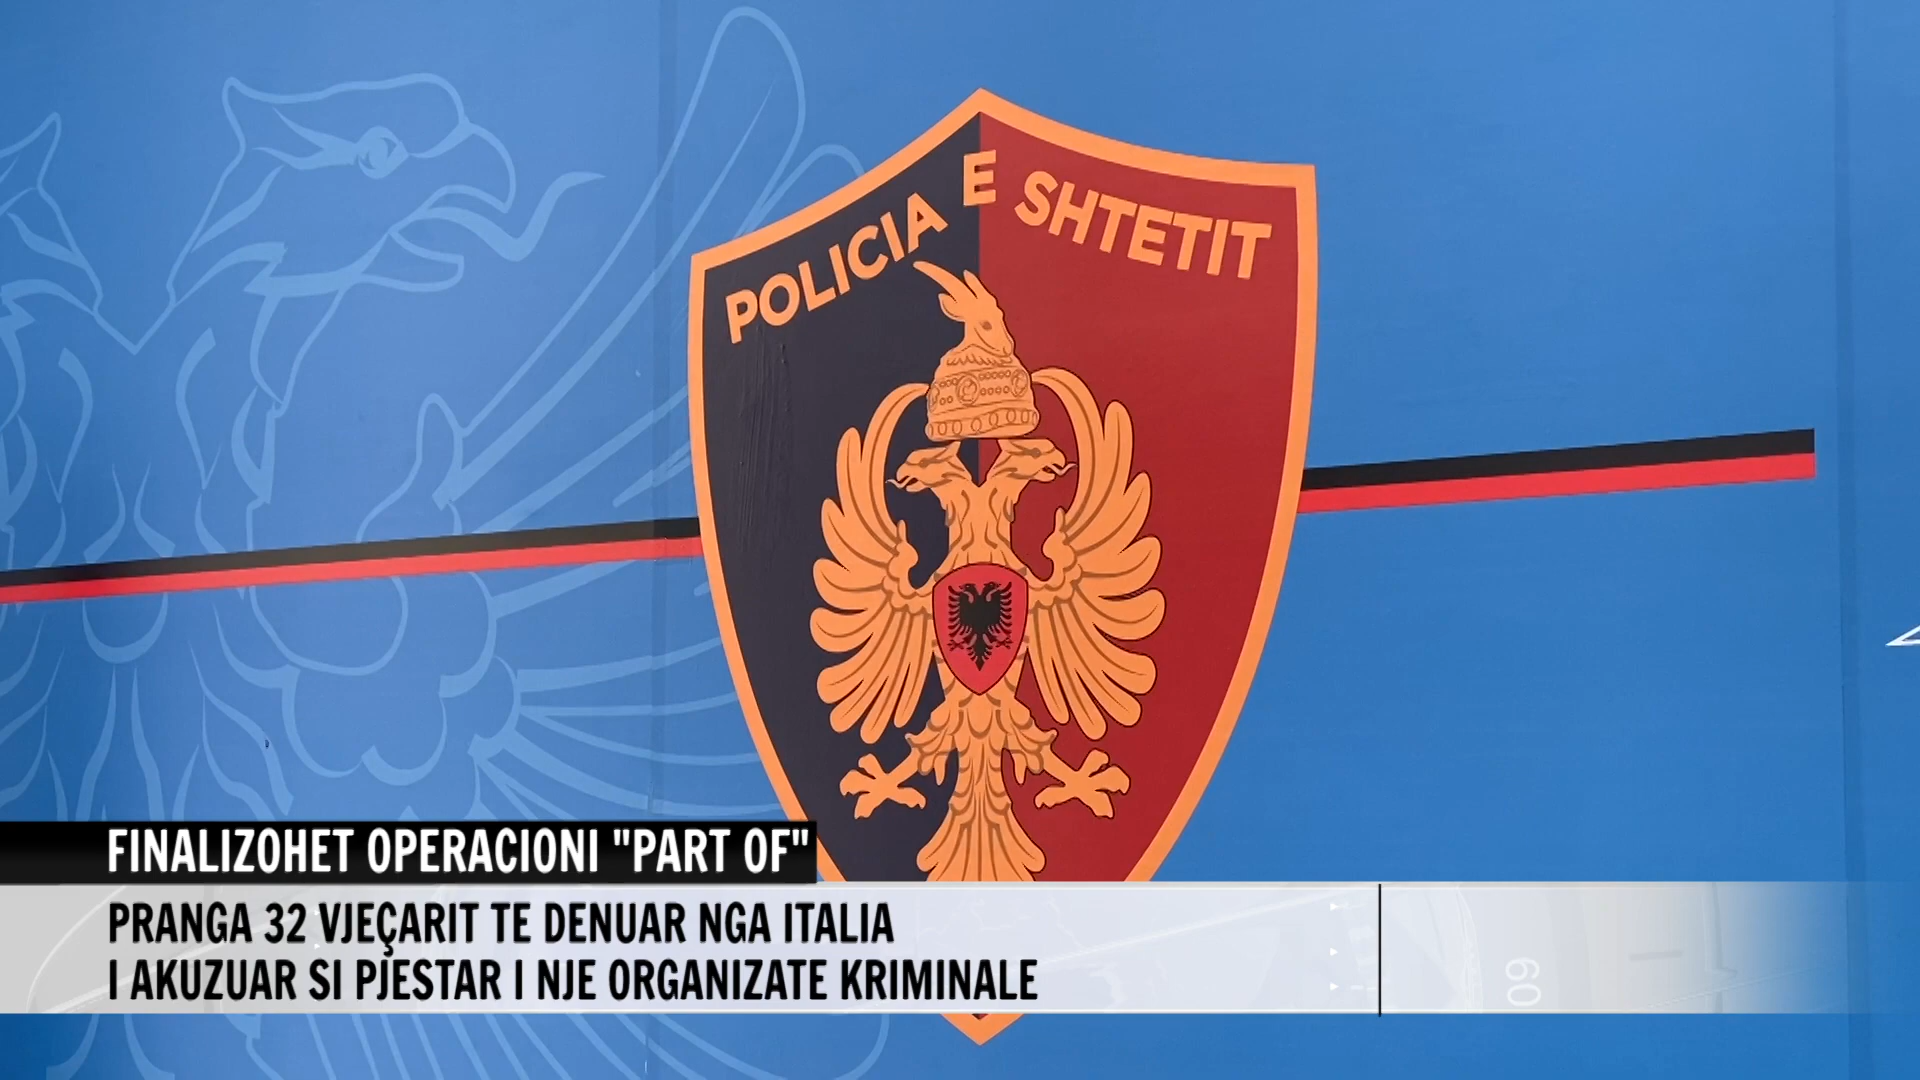 POLICIA E SHTETIT
FINALIZOHET OPERACIONI "PART OF"
PRANGA 32 VJEÇARIT TE DENUAR NGA ITALIA
I AKUZUAR SI PJESTAR I NJE ORGANIZATE KRIMINALE
09